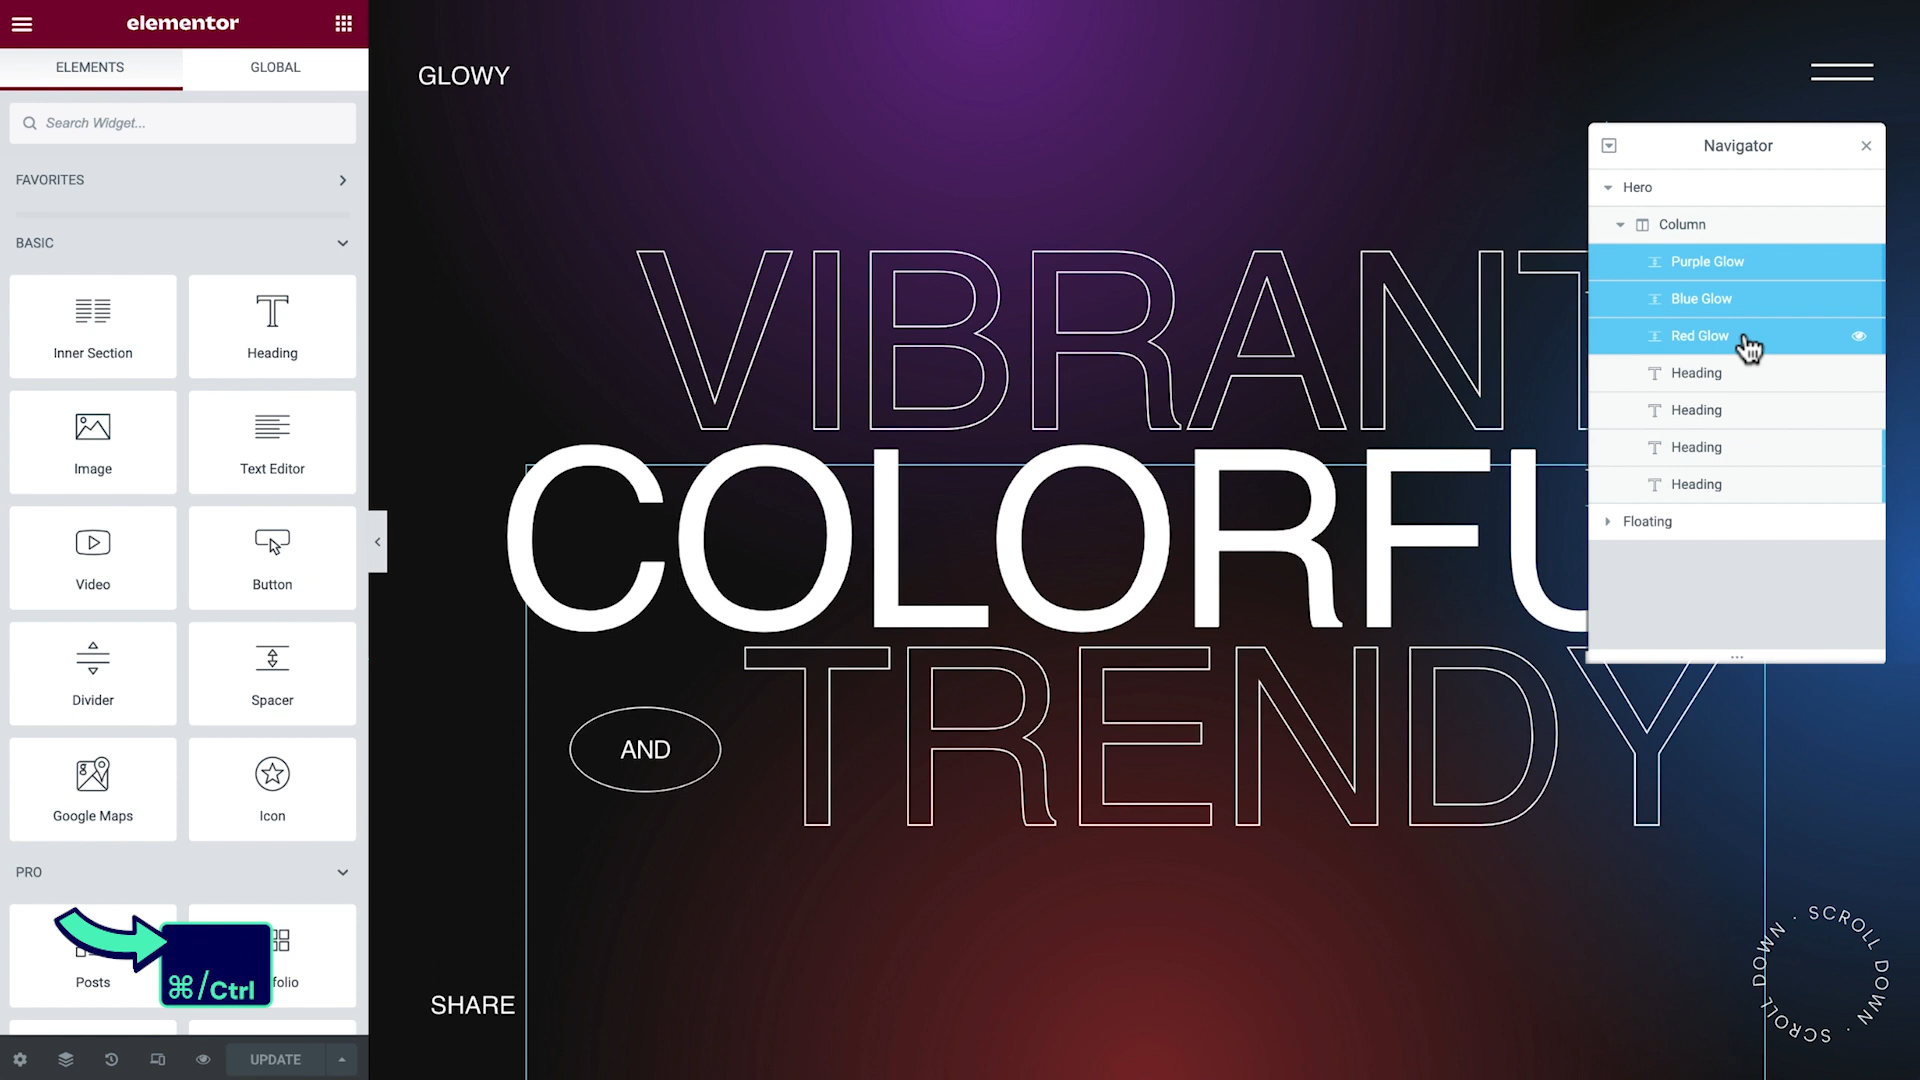 elementor
ELEMENTS
GLOBAL
Search Widget...
FAVORITES
BASIC
Inner Section
Heading
Image
Text Editor
Video
Button
Divider
Spacer
Google Maps
Icon
PRO
Posts
folio
⌘/Ctrl
UPDATE
GLOWY
VIBRANT
COLORFU
AND
TRENDY
SHARE
SCROLL DOWN · SCROLL DOWN ·
Navigator
Hero
Column
Purple Glow
Blue Glow
Red Glow
Heading
Heading
Heading
Heading
Floating